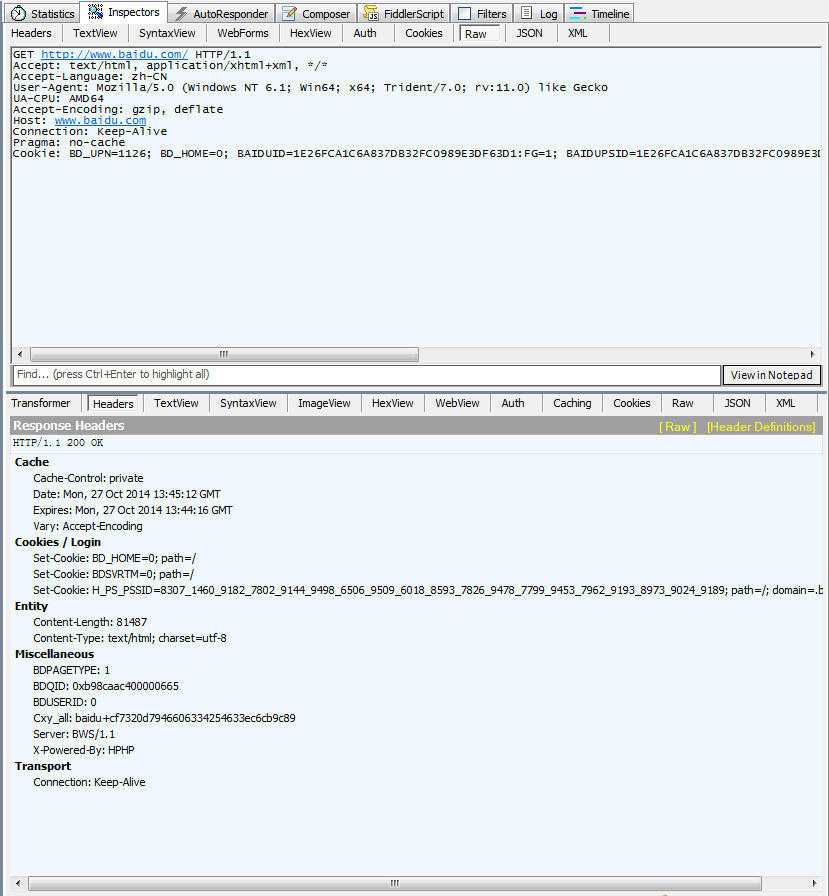 Statistics Inspectors AutoResponder Composer FiddlerScript Filters Log Timeline
Headers TextView SyntaxView WebForms HexView Auth Cookies Raw JSON XML
GET http://www.baidu.com/ HTTP/1.1
Accept: text/html, application/xhtml+xml, */*
Accept-Language: zh-CN
User-Agent: Mozilla/5.0 (Windows NT 6.1; Win64; x64; Trident/7.0; rv:11.0) like Gecko
UA-CPU: AMD64
Accept-Encoding: gzip, deflate
Host: www.baidu.com
Connection: Keep-Alive
Pragma: no-cache
Cookie: BD_UPN=1126; BD_HOME=0; BAIDUID=1E26FCA1C6A837DB32FC0989E3DF63D1:FG=1; BAIDUPSID=1E26FCA1C6A837DB32FC0989E3D
Find... (press Ctrl+Enter to highlight all) View in Notepad
Transformer Headers TextView SyntaxView ImageView HexView WebView Auth Caching Cookies Raw JSON XML
Response Headers [ Raw ] [Header Definitions]
HTTP/1.1 200 OK
Cache
Cache-Control: private
Date: Mon, 27 Oct 2014 13:45:12 GMT
Expires: Mon, 27 Oct 2014 13:44:16 GMT
Vary: Accept-Encoding
Cookies / Login
Set-Cookie: BD_HOME=0; path=/
Set-Cookie: BDSVRTM=0; path=/
Set-Cookie: H_PS_PSSID=8307_1460_9182_7802_9144_9498_6506_9509_6018_8593_7826_9478_7799_9453_7962_9193_8973_9024_9189; path=/; domain=.b
Entity
Content-Length: 81487
Content-Type: text/html; charset=utf-8
Miscellaneous
BDPAGETYPE: 1
BDQID: 0xb98caac400000665
BDUSERID: 0
Cxy_all: baidu+cf7320d7946606334254633ec6cb9c89
Server: BWS/1.1
X-Powered-By: HPHP
Transport
Connection: Keep-Alive